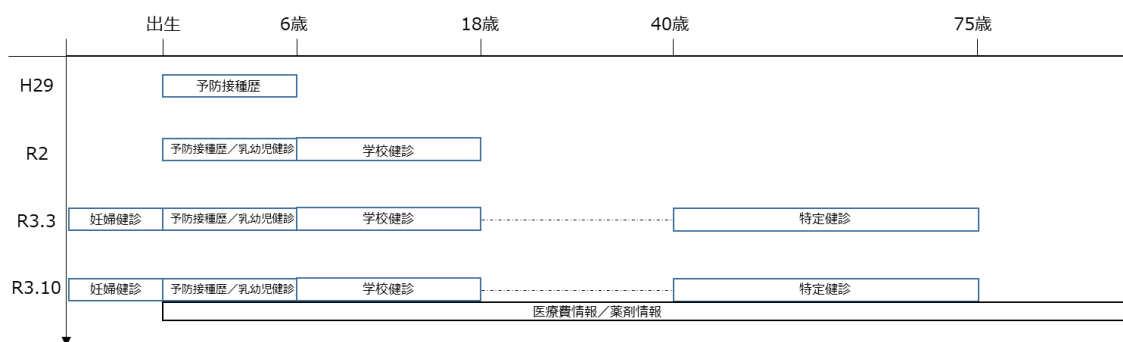 出生 6歳 18歳 40歳 75歳
H29 予防接種歴
R2 予防接種歴／乳幼児健診 学校健診
R3.3 妊婦健診 予防接種歴／乳幼児健診 学校健診 特定健診
R3.10 妊婦健診 予防接種歴／乳幼児健診 学校健診 特定健診
医療費情報／薬剤情報